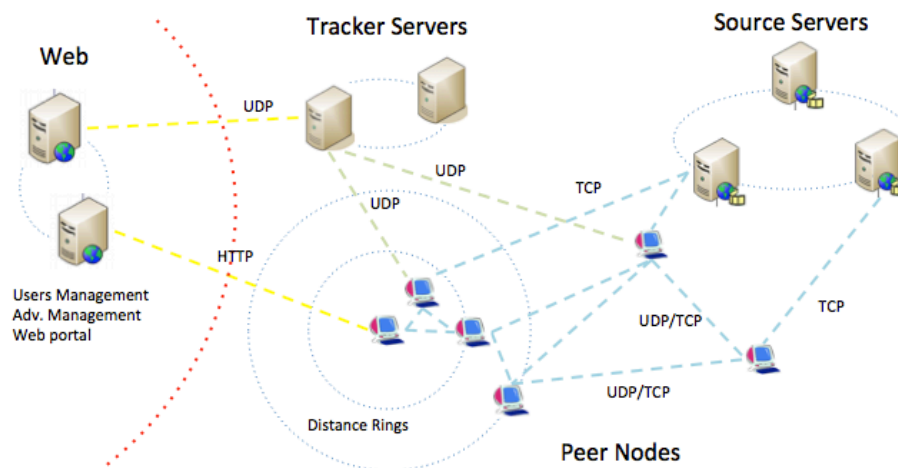 Tracker Servers
Source Servers
Web
UDP
UDP
TCP
UDP
HTTP
Users Management
Adv. Management
Web portal
TCP
UDP/TCP
UDP/TCP
Distance Rings
Peer Nodes